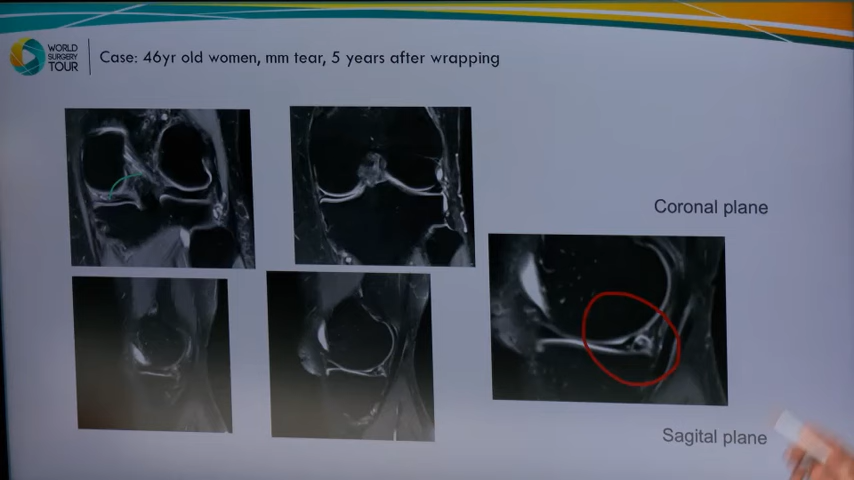 WORLD
SURGERY
TOUR
Case: 46yr old women, mm tear, 5 years after wrapping
Coronal plane
Sagital plane